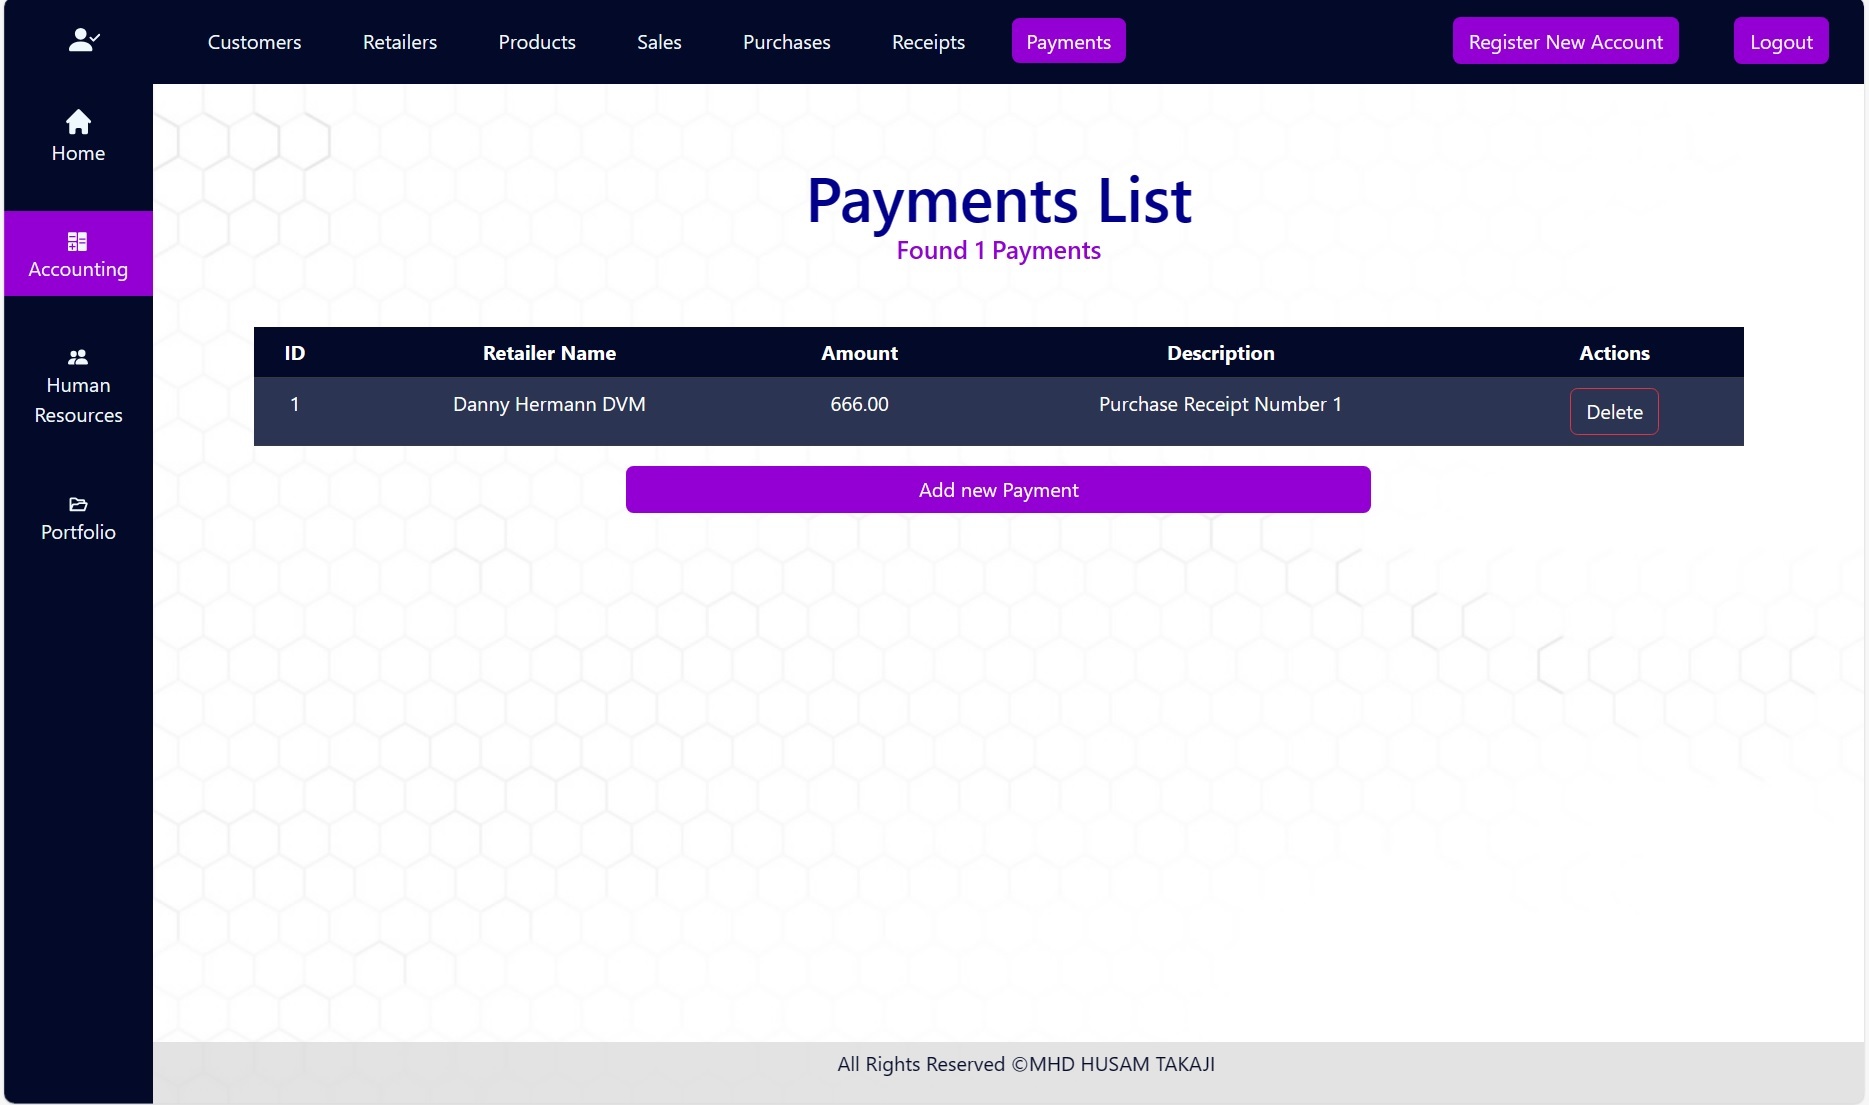 Customers Retailers Products Sales Purchases Receipts Payments Register New Account Logout
Home
Accounting
Human
Resources
Portfolio
Payments List
Found 1 Payments
ID Retailer Name Amount Description Actions
1 Danny Hermann DVM 666.00 Purchase Receipt Number 1 Delete
Add new Payment
All Rights Reserved ©MHD HUSAM TAKAJI